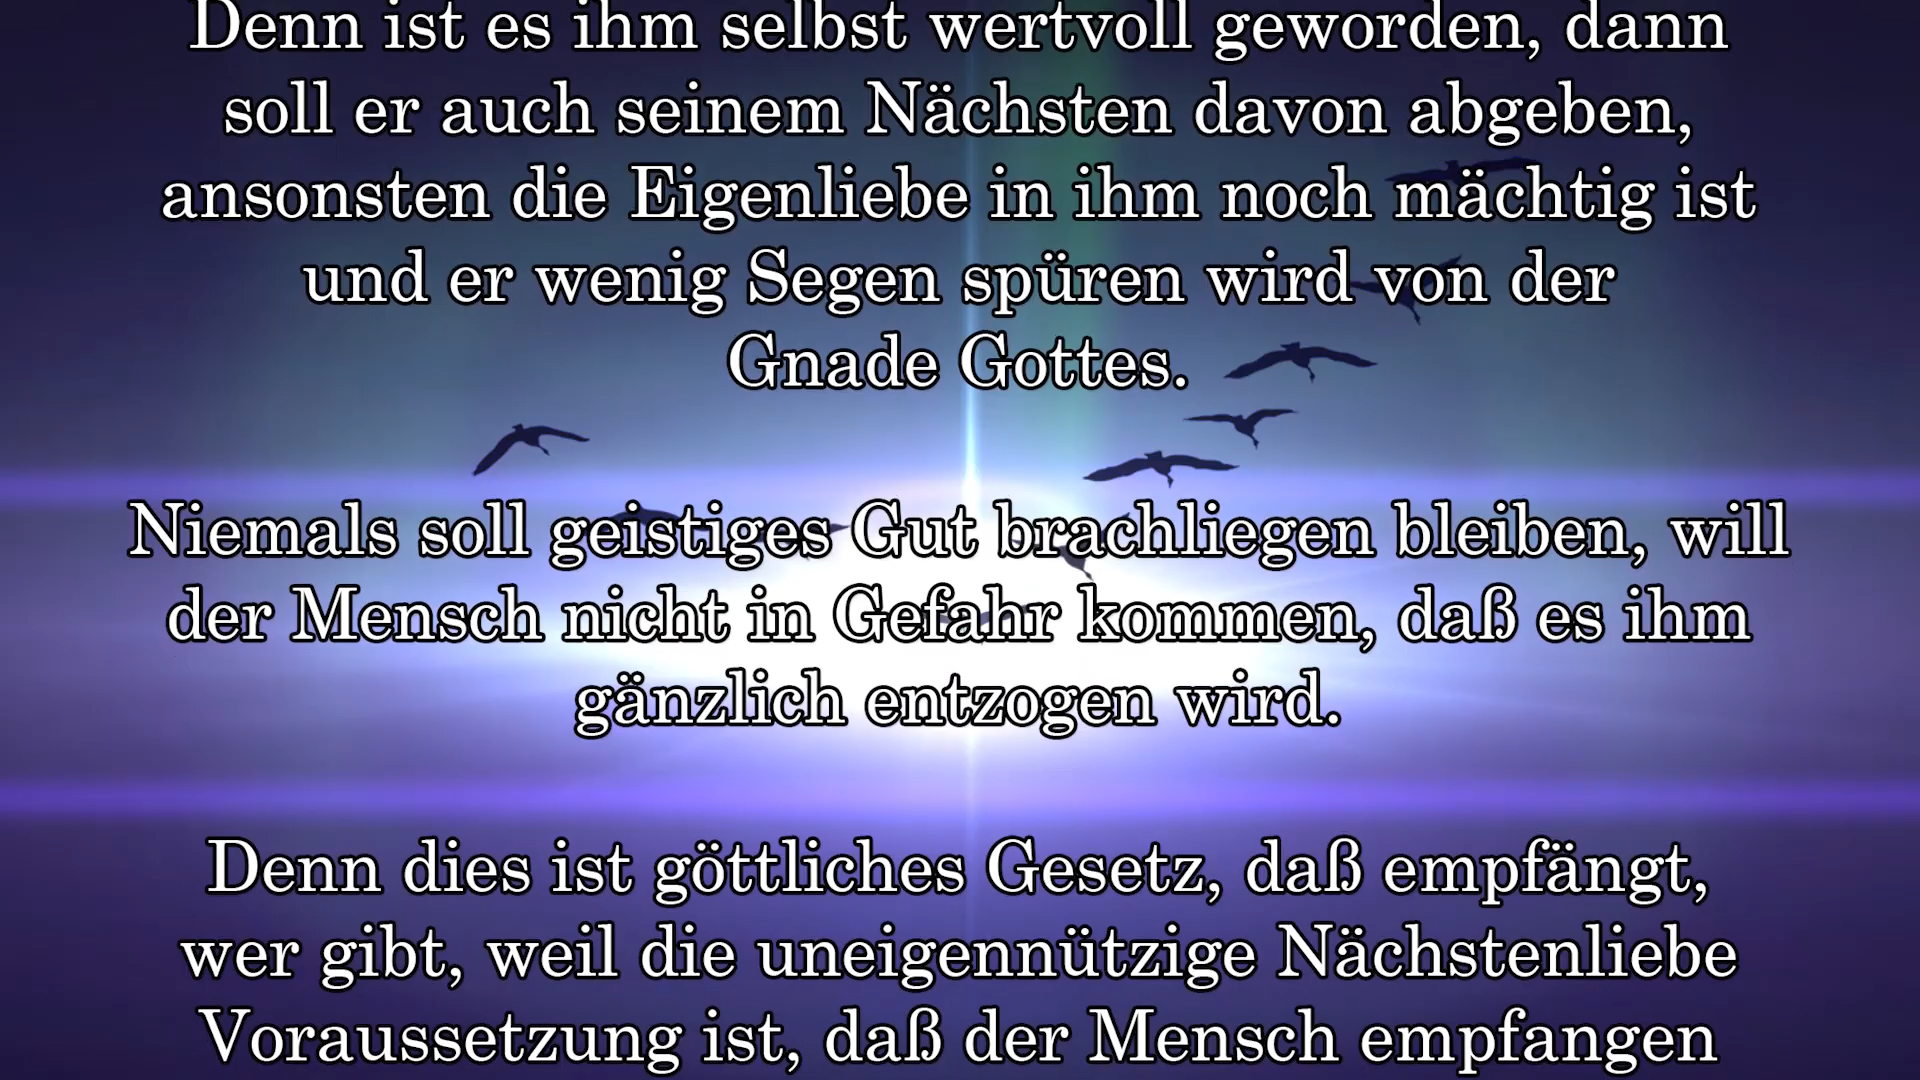 Denn ist es ihm selbst wertvoll geworden, dann
soll er auch seinem Nächsten davon abgeben,
ansonsten die Eigenliebe in ihm noch mächtig ist
und er wenig Segen spüren wird von der
Gnade Gottes.
Niemals soll geistiges Gut brachliegen bleiben, will
der Mensch nicht in Gefahr kommen, daß es ihm
gänzlich entzogen wird.
Denn dies ist göttliches Gesetz, daß empfängt,
wer gibt, weil die uneigennützige Nächstenliebe
Voraussetzung ist, daß der Mensch empfangen